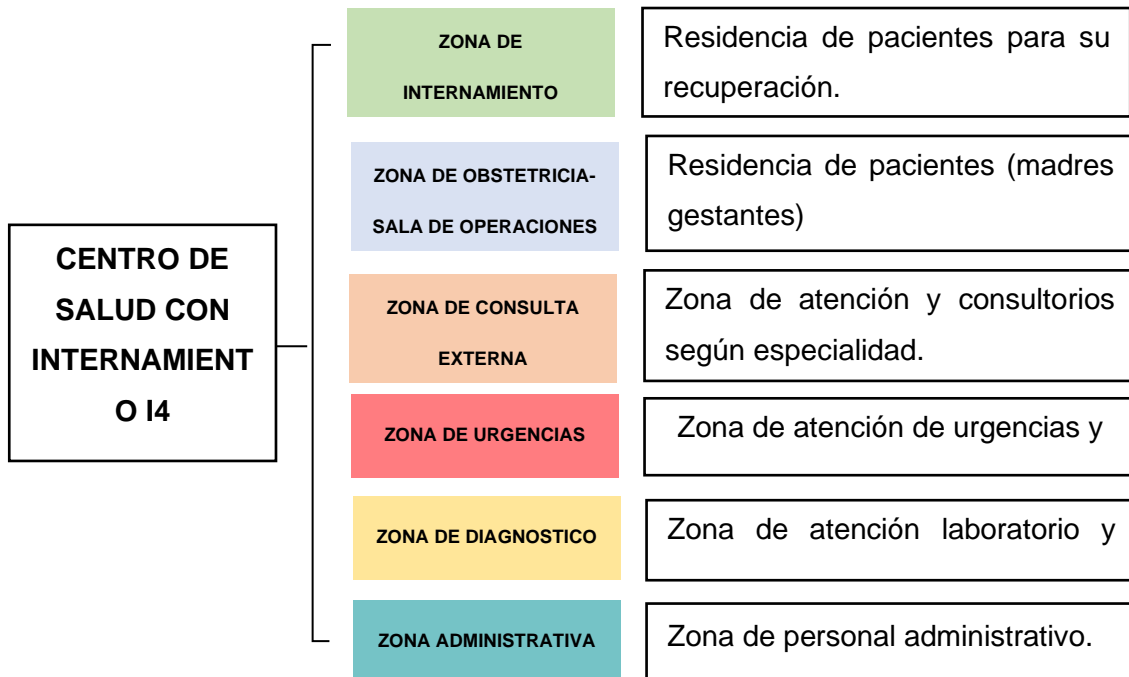 CENTRO DE
SALUD CON
INTERNAMIENT
O I4
ZONA DE
INTERNAMIENTO
Residencia de pacientes para su
recuperación.
ZONA DE OBSTETRICIA-
SALA DE OPERACIONES
Residencia de pacientes (madres
gestantes)
ZONA DE CONSULTA
EXTERNA
Zona de atención y consultorios
según especialidad.
ZONA DE URGENCIAS
Zona de atención de urgencias y
ZONA DE DIAGNOSTICO
Zona de atención laboratorio y
ZONA ADMINISTRATIVA
Zona de personal administrativo.